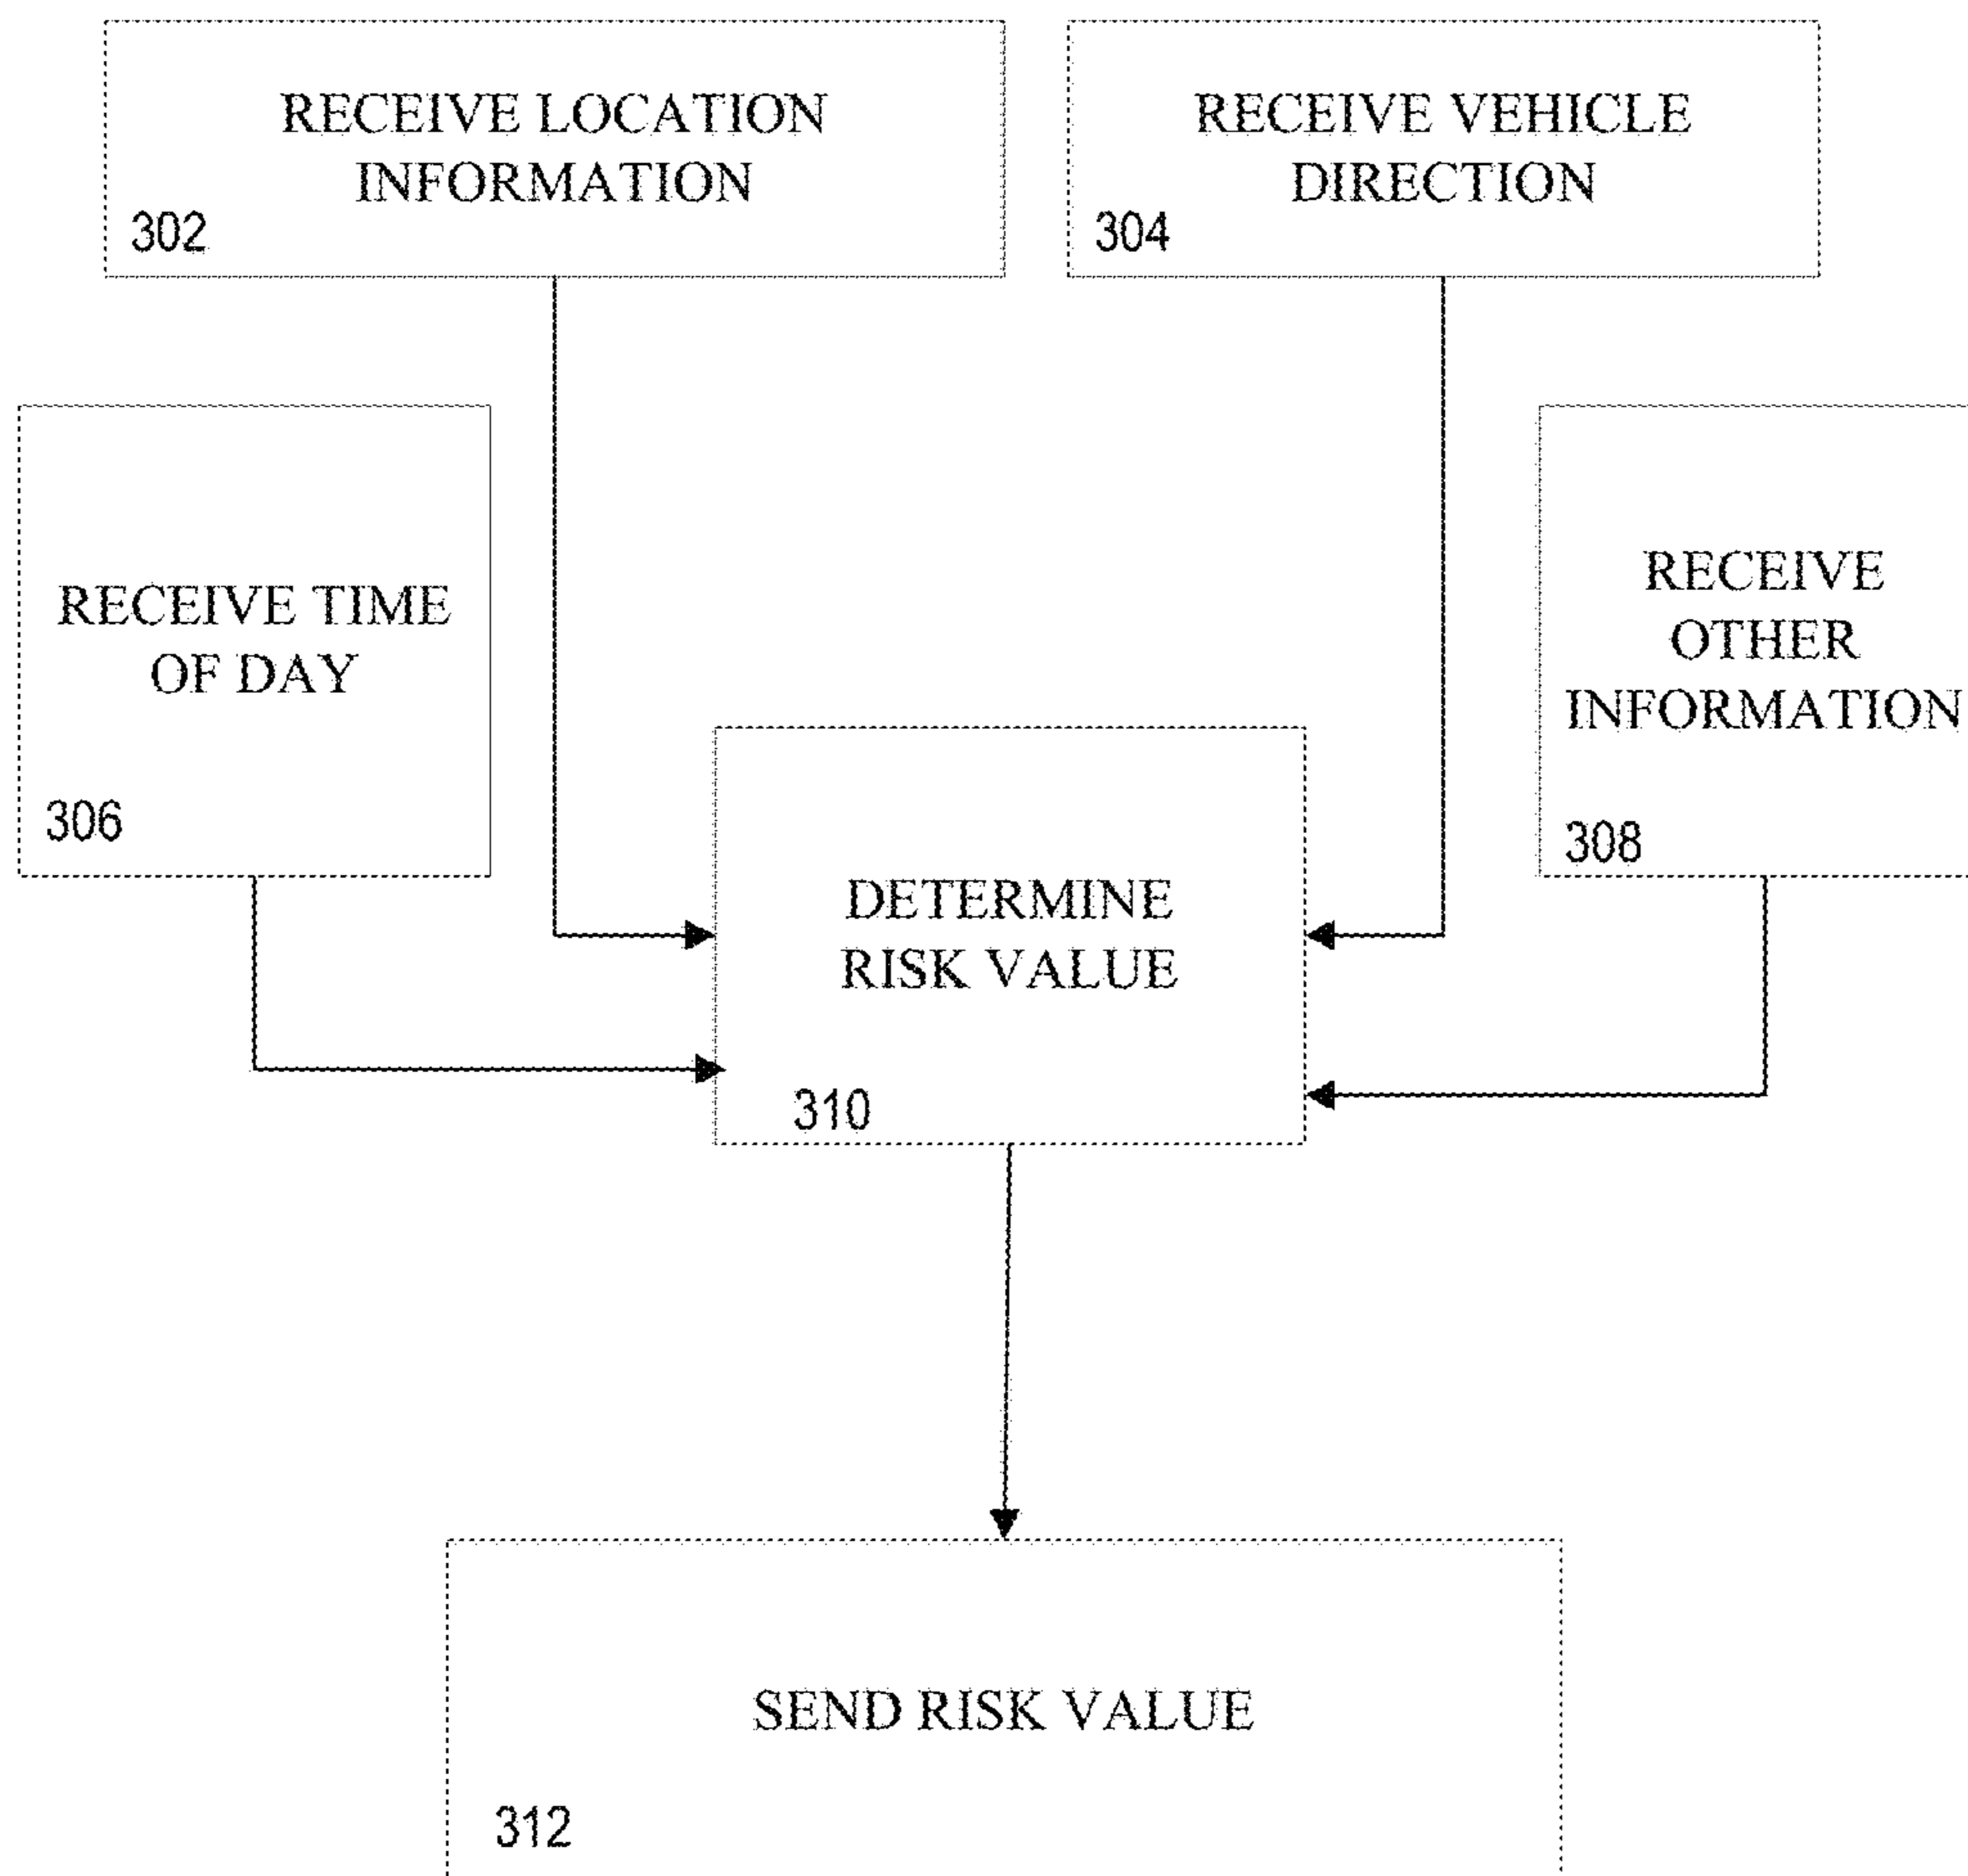 RECEIVE LOCATION
INFORMATION
302
RECEIVE VEHICLE
DIRECTION
304
RECEIVE TIME
OF DAY
306
RECEIVE
OTHER
INFORMATION
308
DETERMINE
RISK VALUE
310
SEND RISK VALUE
312